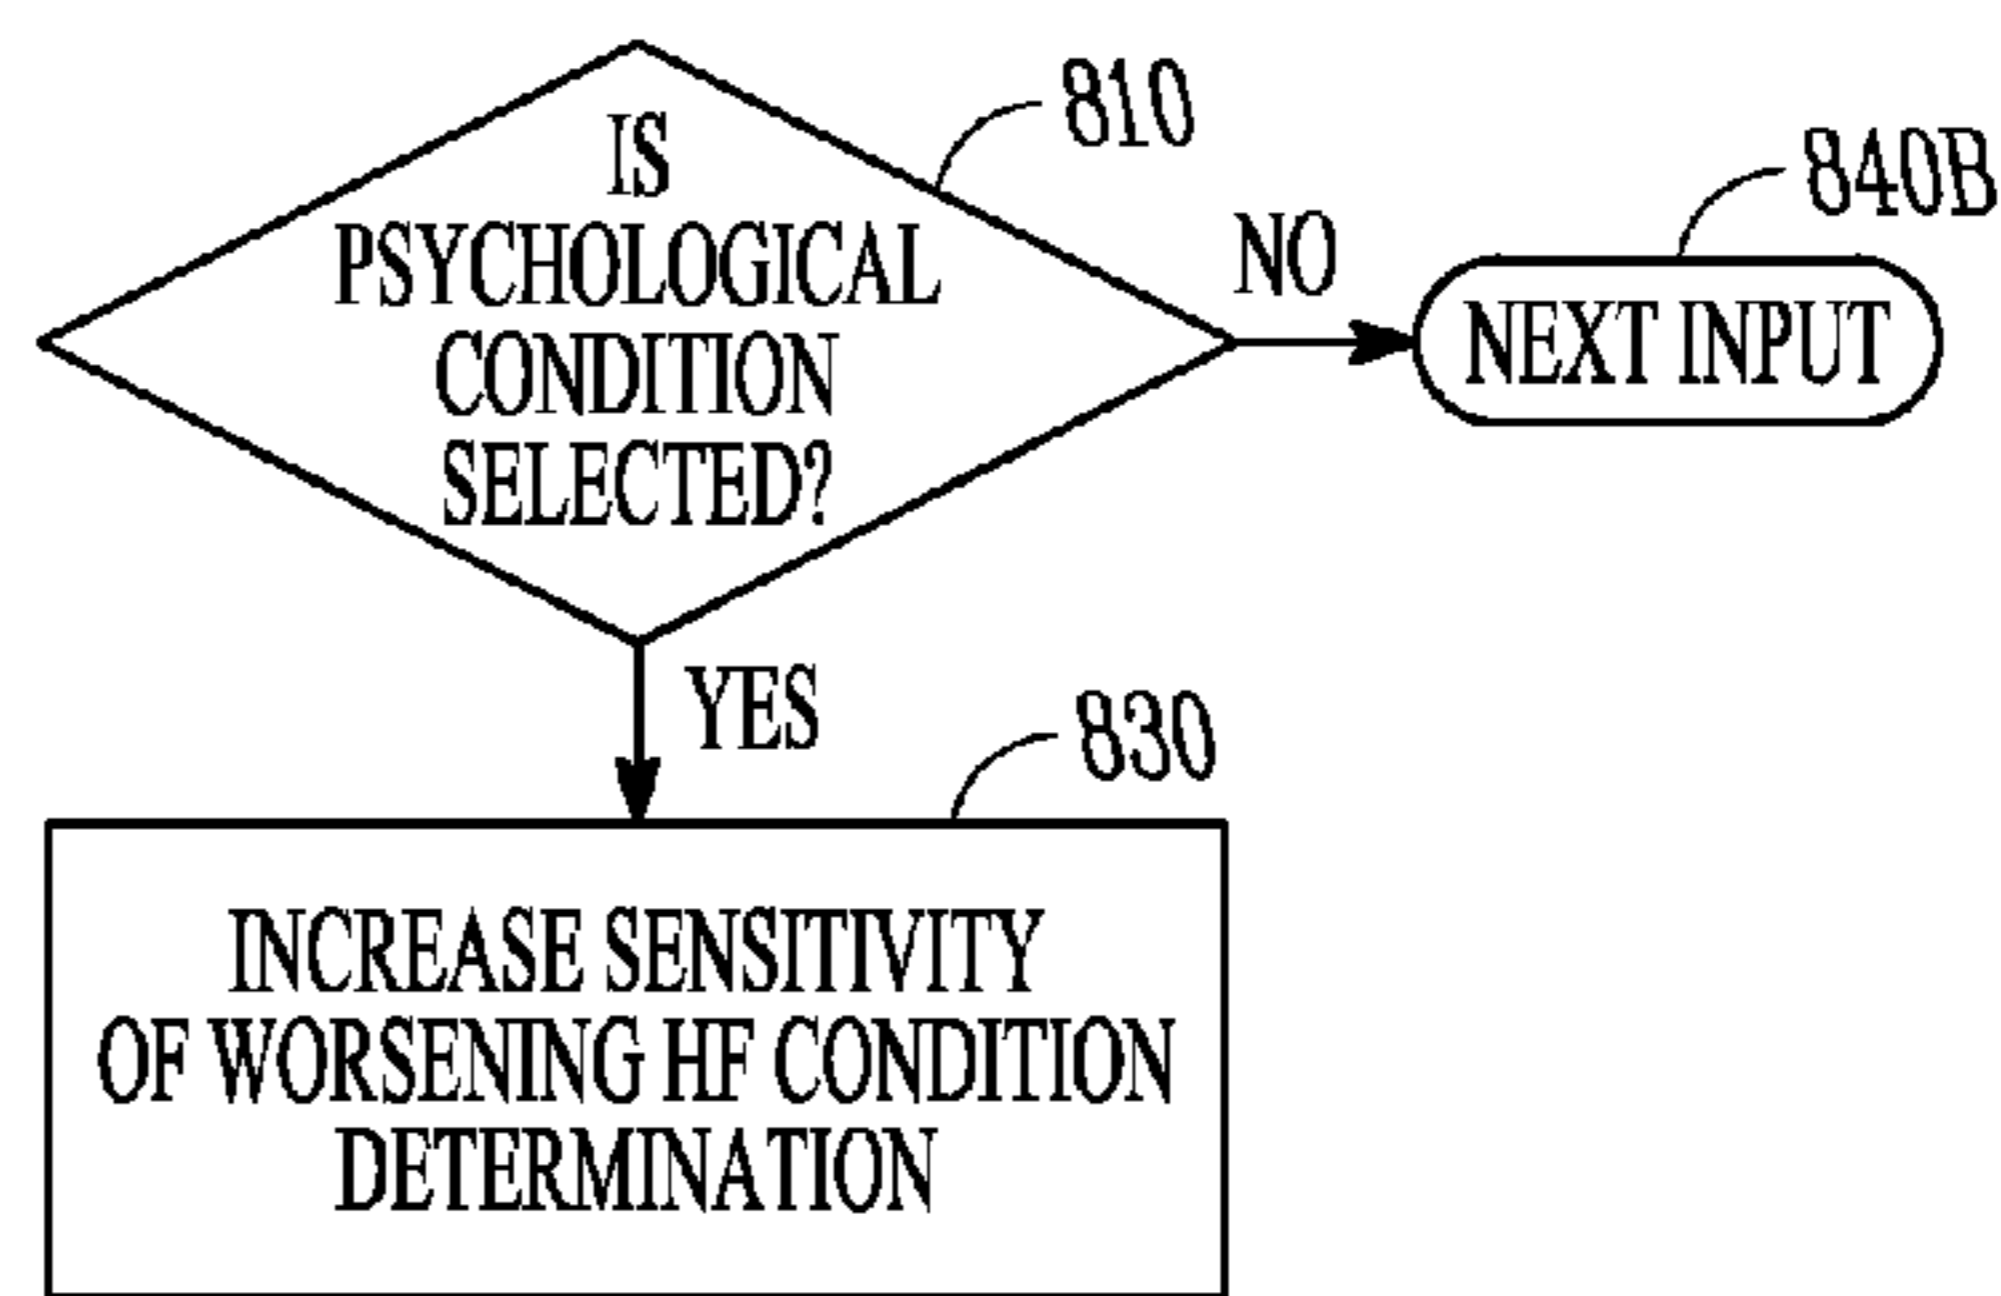 IS
PSYCHOLOGICAL
CONDITION
SELECTED?
810
NO
840B
NEXT INPUT
YES
830
INCREASE SENSITIVITY
OF WORSENING HF CONDITION
DETERMINATION